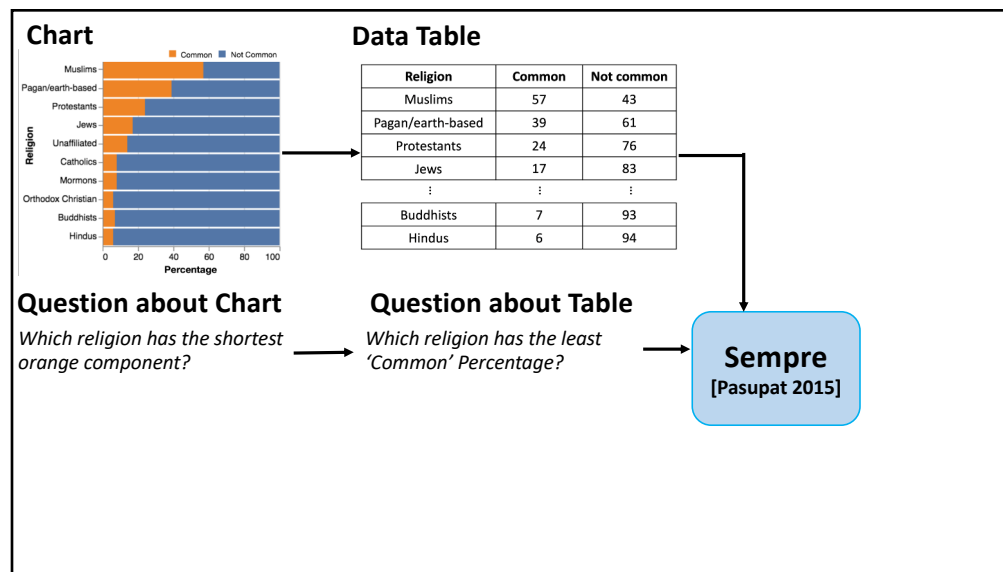 Chart
Common Not Common
Religion
Muslims
Pagan/earth-based
Protestants
Jews
Unaffiliated
Catholics
Mormons
Orthodox Christian
Buddhists
Hindus
0 20 40 60 80 100
Percentage
Data Table
Religion Common Not common
Muslims 57 43
Pagan/earth-based 39 61
Protestants 24 76
Jews 17 83
⋮ ⋮ ⋮
Buddhists 7 93
Hindus 6 94
Question about Chart
Which religion has the shortest
orange component?
Question about Table
Which religion has the least
‘Common’ Percentage?
Sempre
[Pasupat 2015]